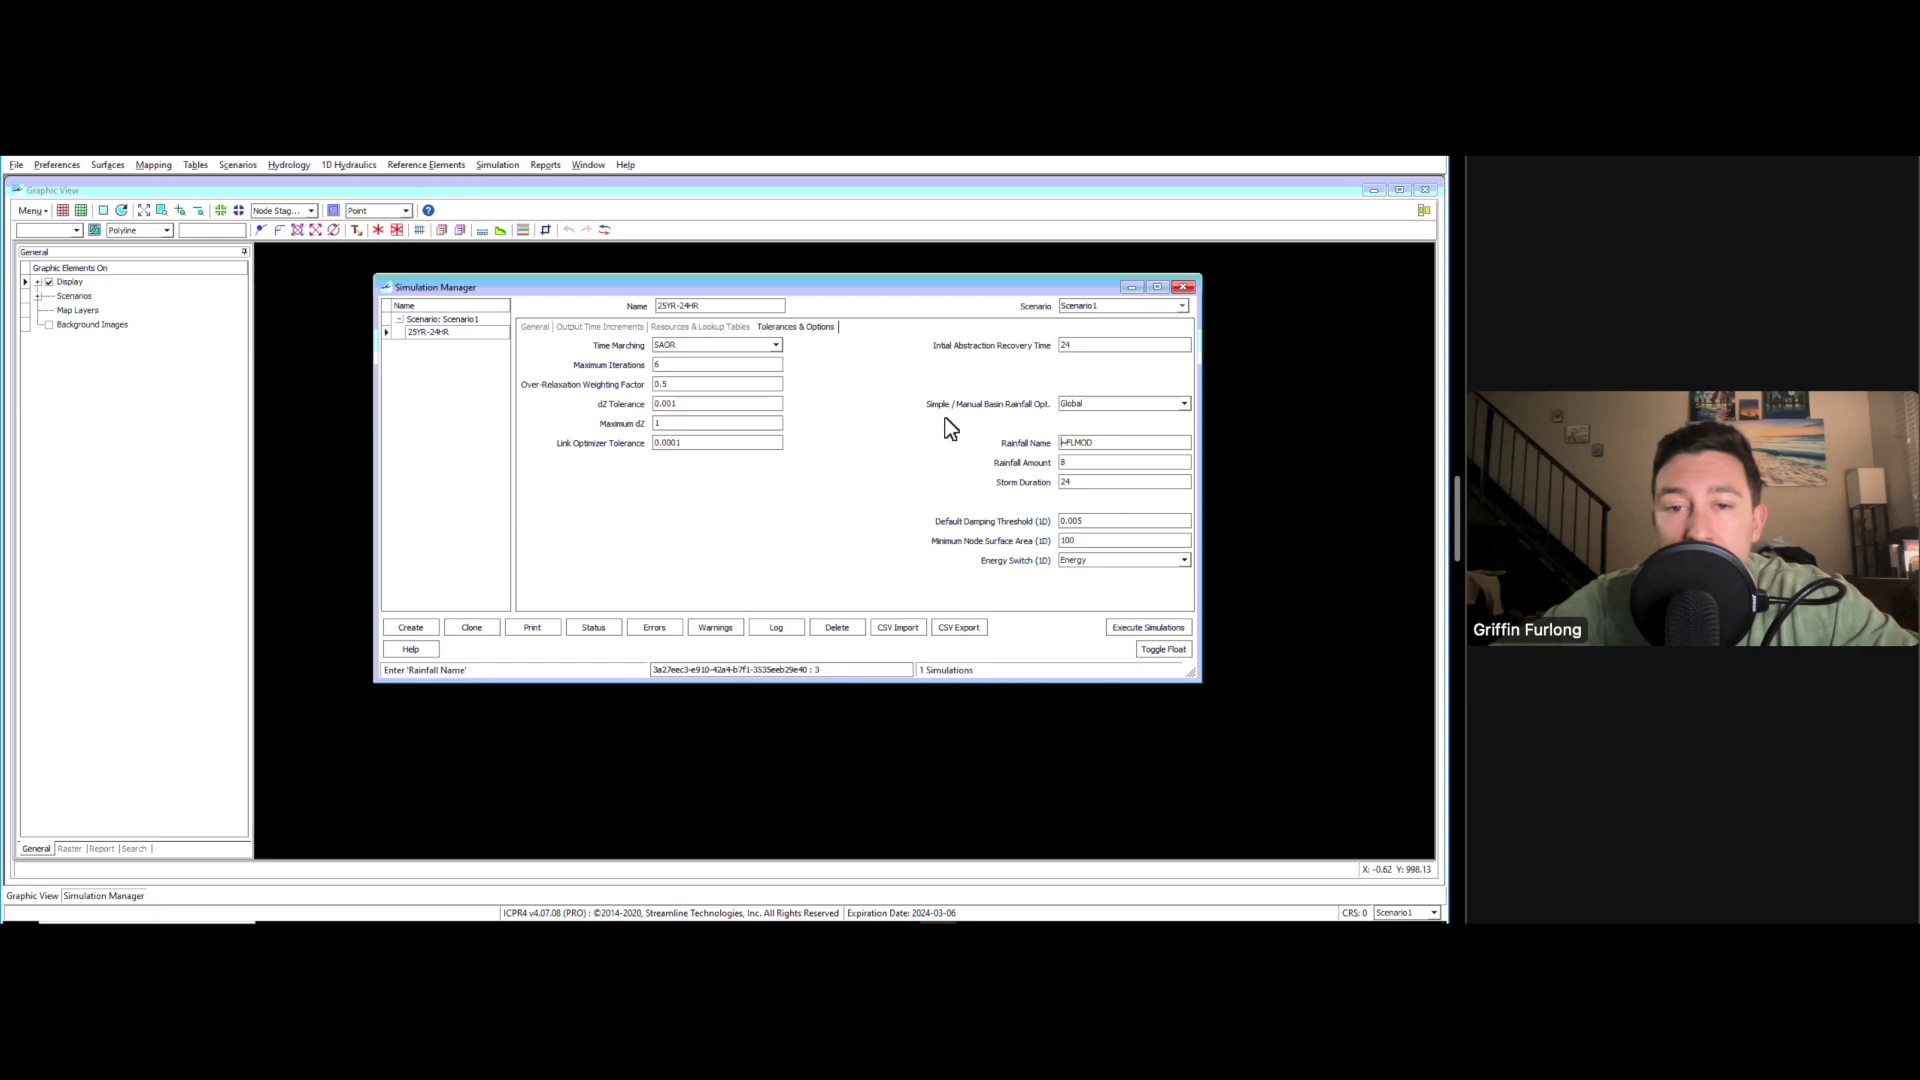 File Preferences Surfaces Mapping Tables Scenarios Hydrology 1D Hydraulics Reference Elements Simulation Reports Window Help
Graphic View
Menu Node Stag... Point
Polyline
General
Graphic Elements On
Display
Scenarios
Map Layers
Background Images
Simulation Manager
Name
Name 25YR-24HR Scenario Scenario1
Scenario: Scenario1
25YR-24HR
General Output Time Increments Resources & Lookup Tables Tolerances & Options
Time Marching SAOR Intial Abstraction Recovery Time 24
Maximum Iterations 6
Over-Relaxation Weighting Factor 0.5
dZ Tolerance 0.001 Simple / Manual Basin Rainfall Opt. Global
Maximum dZ 1
Link Optimizer Tolerance 0.0001 Rainfall Name ~FLMOD
Rainfall Amount 8
Storm Duration 24
Default Damping Threshold (1D) 0.005
Minimum Node Surface Area (1D) 100
Energy Switch (1D) Energy
Create Clone Print Status Errors Warnings Log Delete CSV Import CSV Export Execute Simulations
Help Toggle Float
Enter 'Rainfall Name' 3a27eec3-e910-42a4-b7f1-3535eeb29e40 : 3 1 Simulations
General Raster Report Search
X: -0.62 Y: 998.13
Graphic View Simulation Manager
ICPR4 v4.07.08 (PRO) : ©2014-2020, Streamline Technologies, Inc. All Rights Reserved Expiration Date: 2024-03-06 CRS: 0 Scenario1
Griffin Furlong